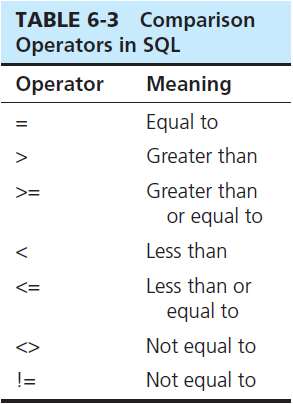 TABLE 6-3 Comparison
Operators in SQL
Operator Meaning
= Equal to
> Greater than
>= Greater than
or equal to
< Less than
<= Less than or
equal to
<> Not equal to
!= Not equal to